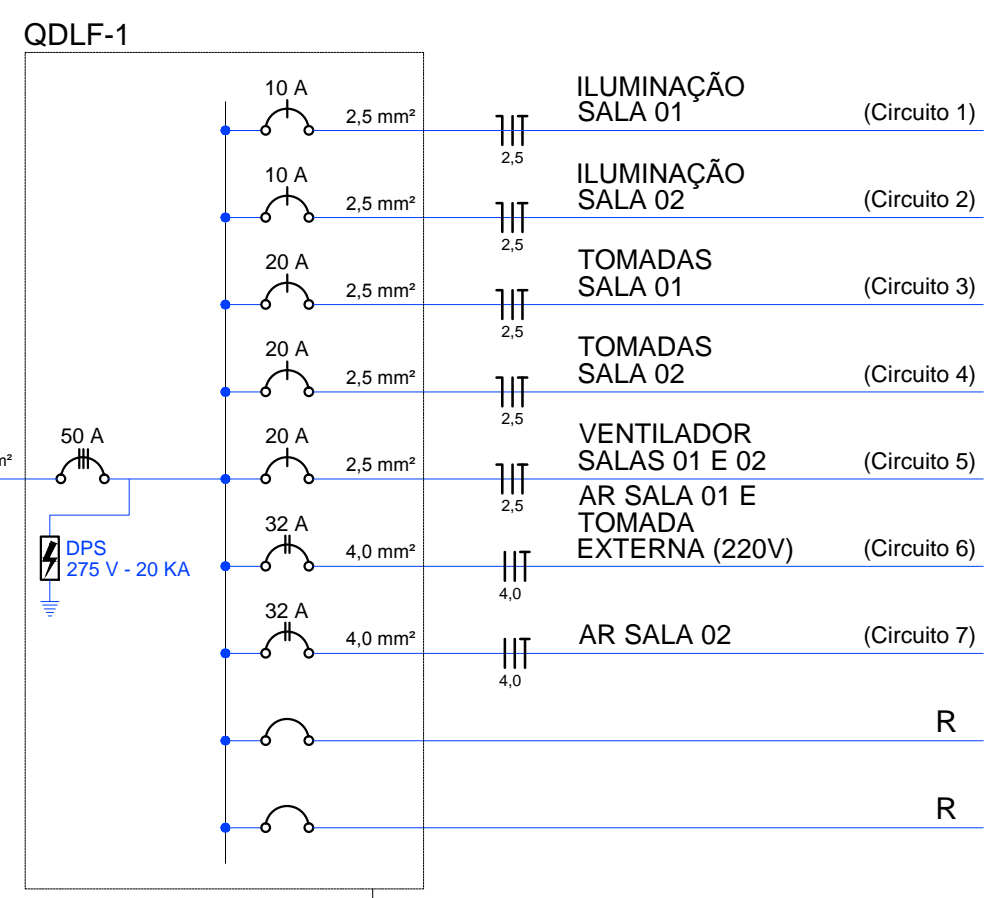 QDLF-1
10 A
2,5 mm²
2,5
ILUMINAÇÃO
SALA 01
(Circuito 1)
10 A
2,5 mm²
2,5
ILUMINAÇÃO
SALA 02
(Circuito 2)
20 A
2,5 mm²
2,5
TOMADAS
SALA 01
(Circuito 3)
20 A
2,5 mm²
2,5
TOMADAS
SALA 02
(Circuito 4)
50 A
20 A
2,5 mm²
2,5
VENTILADOR
SALAS 01 E 02
(Circuito 5)
DPS
275 V - 20 KA
32 A
4,0 mm²
4,0
AR SALA 01 E
TOMADA
EXTERNA (220V)
(Circuito 6)
32 A
4,0 mm²
4,0
AR SALA 02
(Circuito 7)
R
R